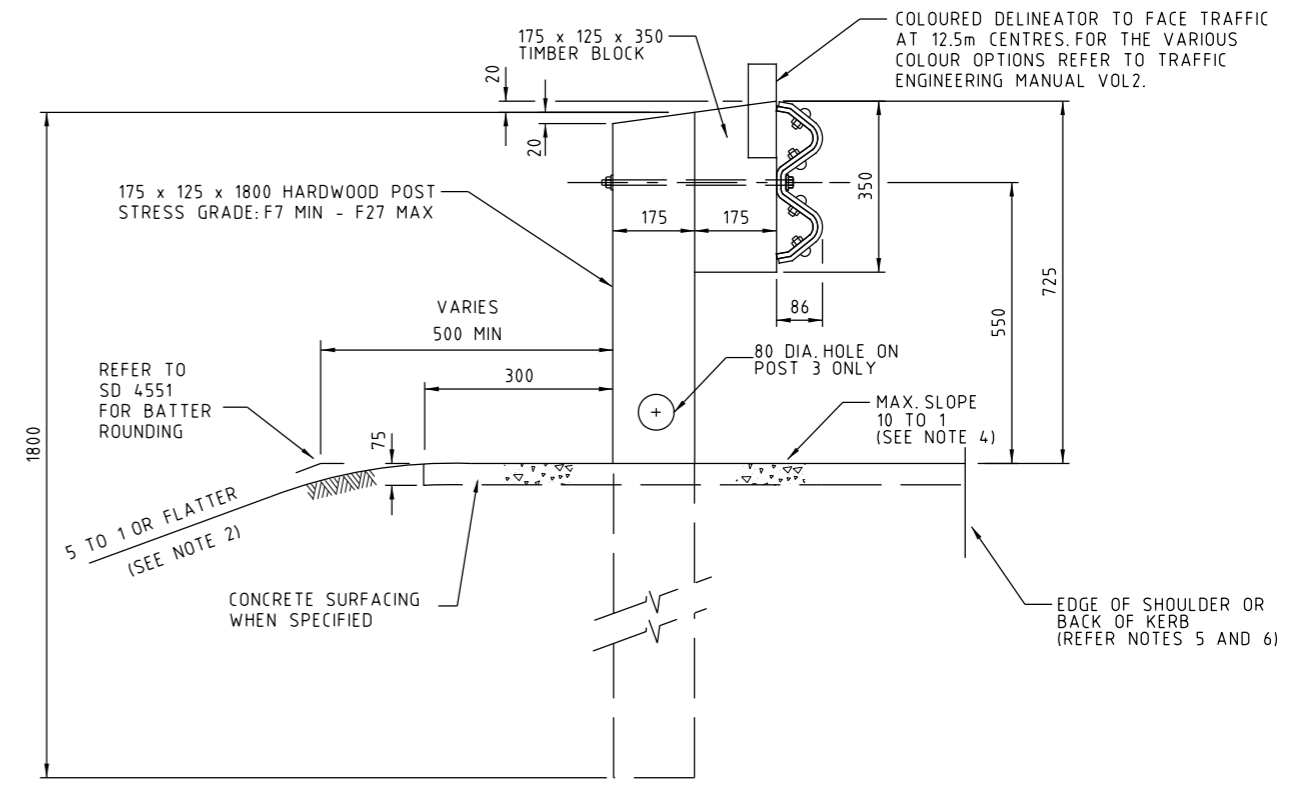 COLOURED DELINEATOR TO FACE TRAFFIC
AT 12.5m CENTRES. FOR THE VARIOUS
COLOUR OPTIONS REFER TO TRAFFIC
ENGINEERING MANUAL VOL2.
175 x 125 x 350
TIMBER BLOCK
20
20
175 x 125 x 1800 HARDWOOD POST
STRESS GRADE: F7 MIN - F27 MAX
175
175
350
725
550
86
VARIES
500 MIN
300
80 DIA. HOLE ON
POST 3 ONLY
REFER TO
SD 4551
FOR BATTER
ROUNDING
MAX. SLOPE
10 TO 1
(SEE NOTE 4)
1800
75
5 TO 1 OR FLATTER
(SEE NOTE 2)
CONCRETE SURFACING
WHEN SPECIFIED
EDGE OF SHOULDER OR
BACK OF KERB
(REFER NOTES 5 AND 6)